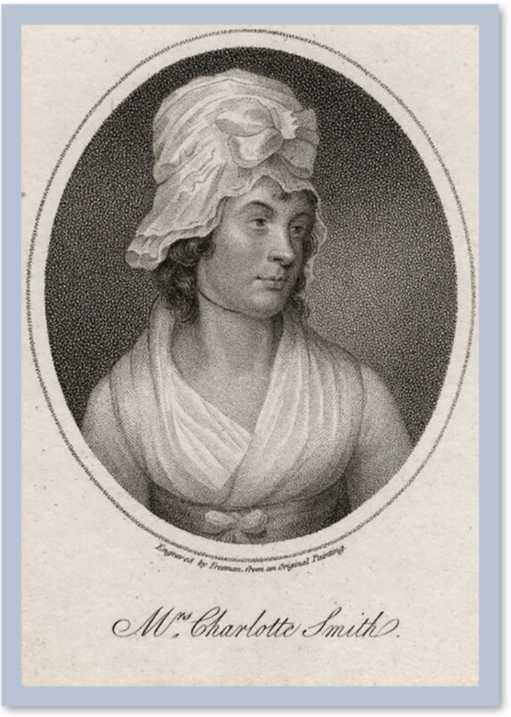 Engraved by Freeman, from an Original Painting.
Mrs. Charlotte Smith.